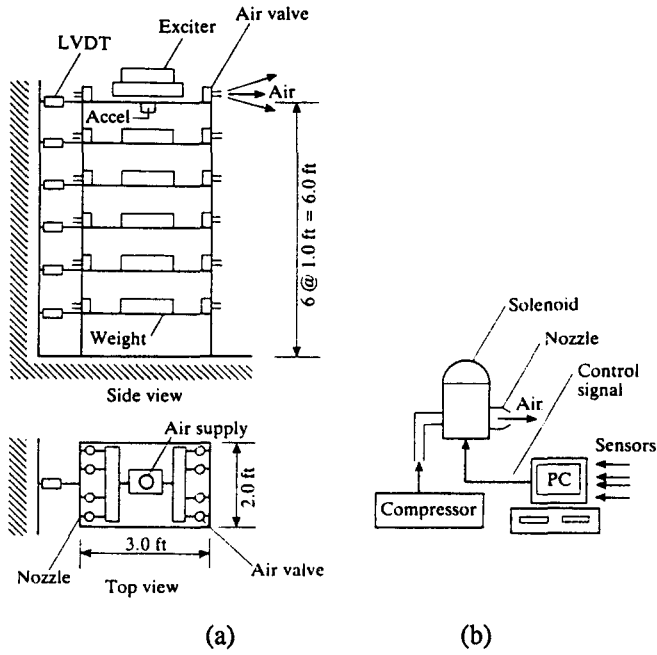 Air valve
Exciter
LVDT
Air
Accel
6 @ 1.0 ft = 6.0 ft
Weight
Side view
Air supply
2.0 ft
3.0 ft
Nozzle
Air valve
Top view
(a)
Solenoid
Nozzle
Control
signal
Air
Sensors
PC
Compressor
(b)